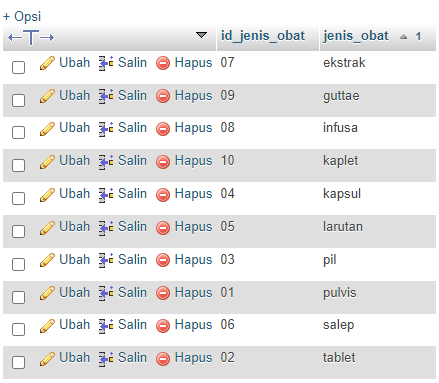 + Opsi
←T→ id_jenis_obat jenis_obat 1
Ubah Salin Hapus 07 ekstrak
Ubah Salin Hapus 09 guttae
Ubah Salin Hapus 08 infusa
Ubah Salin Hapus 10 kaplet
Ubah Salin Hapus 04 kapsul
Ubah Salin Hapus 05 larutan
Ubah Salin Hapus 03 pil
Ubah Salin Hapus 01 pulvis
Ubah Salin Hapus 06 salep
Ubah Salin Hapus 02 tablet